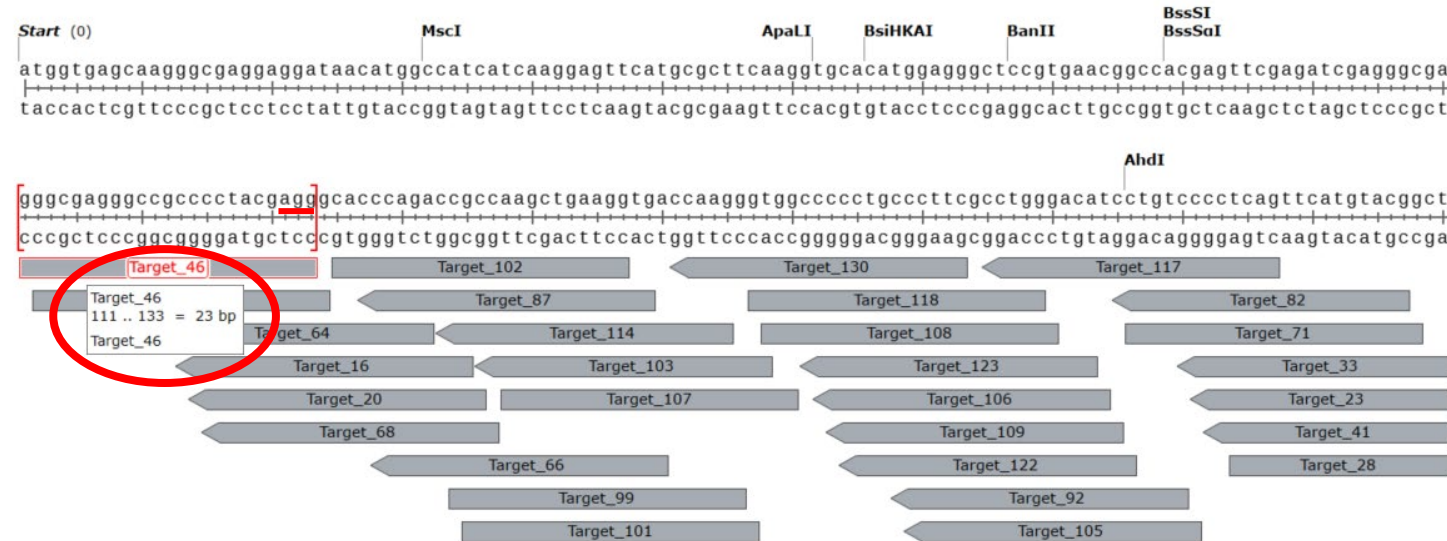 BssSI
Start (0) MscI ApaLI BsiHKAI BanII BssSαI
atggtgagcaagggcgaggaggataacatggccatcatcaaggagttcatgcgcttcaaggtgcacatggagggctccgtgaacggccacgagttcgagatcgagggcga
taccactcgttcccgctcctcctattgtaccggtagtagttcctcaagtacgcgaagttccacgtgtacctcccgaggcacttgccggtgctcaagctctagctcccgct
AhdI
gggcgagggccgcccctacgagggcacccagaccgccaagctgaaggtgaccaagggtggccccctgcccttcgcctgggacatcctgtcccctcagttcatgtacggct
cccgctcccggcggggatgctcccgtgggtctggcggttcgacttccactggttcccaccgggggacgggaagcggaccctgtaggacaggggagtcaagtacatgccga
Target_46 Target_102 Target_130 Target_117
Target_46 Target_87 Target_118 Target_82
111 .. 133 = 23 bp
Target_46 Target_64 Target_114 Target_108 Target_71
Target_16 Target_103 Target_123 Target_33
Target_20 Target_107 Target_106 Target_23
Target_68 Target_109 Target_41
Target_66 Target_122 Target_28
Target_99 Target_92
Target_101 Target_105